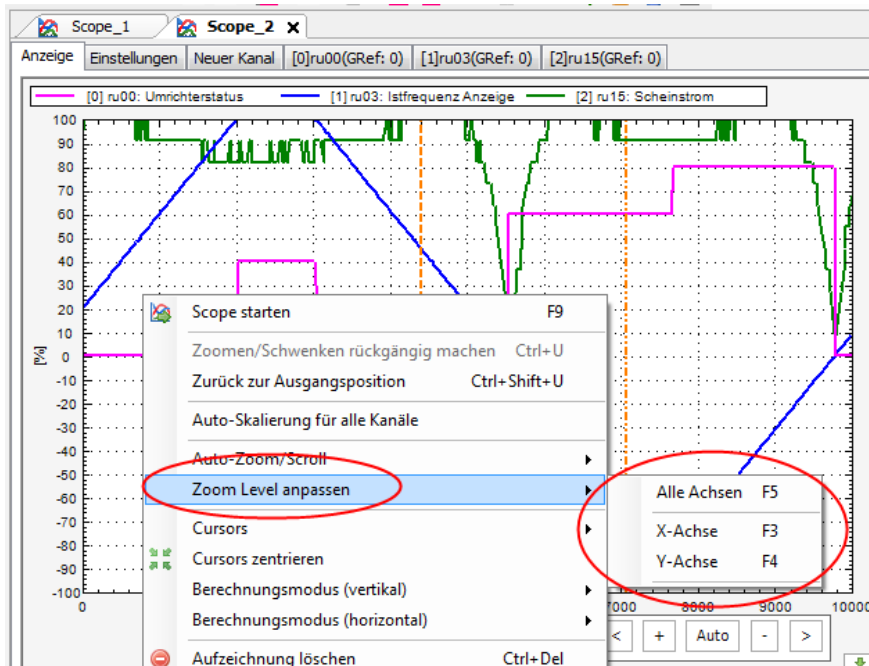 Scope_1 Scope_2 X
Anzeige Einstellungen Neuer Kanal [0]ru00(GRef: 0) [1]ru03(GRef: 0) [2]ru15(GRef: 0)
[0] ru00: Umrichterstatus [1] ru03: Istfrequenz Anzeige [2] ru15: Scheinstrom
100
90
80
70
60
50
40
30
20
10
0
-10
-20
-30
-40
-50
-60
-70
-80
-90
-100
[%]
Scope starten F9
Zoomen/Schwenken rückgängig machen Ctrl+U
Zurück zur Ausgangsposition Ctrl+Shift+U
Auto-Skalierung für alle Kanäle
Auto-Zoom/Scroll
Zoom Level anpassen
Alle Achsen F5
X-Achse F3
Y-Achse F4
Cursors
Cursors zentrieren
Berechnungsmodus (vertikal)
Berechnungsmodus (horizontal)
Aufzeichnung löschen Ctrl+Del
0 7000 8000 9000 10000
< + Auto - >